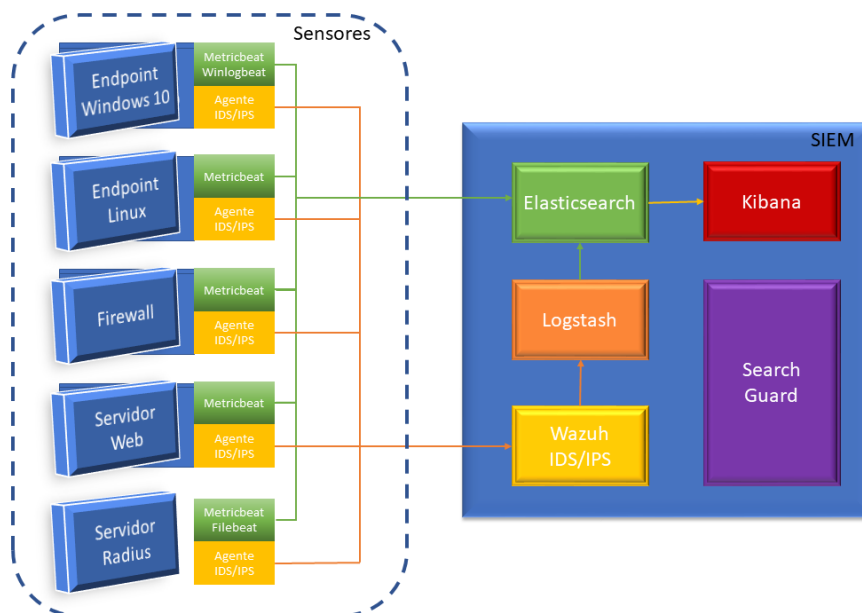 Sensores
Endpoint
Windows 10
Metricbeat
Winlogbeat
Agente
IDS/IPS
Endpoint
Linux
Metricbeat
Agente
IDS/IPS
Firewall
Metricbeat
Agente
IDS/IPS
Servidor
Web
Metricbeat
Agente
IDS/IPS
Servidor
Radius
Metricbeat
Filebeat
Agente
IDS/IPS
SIEM
Elasticsearch
Kibana
Logstash
Search
Guard
Wazuh
IDS/IPS